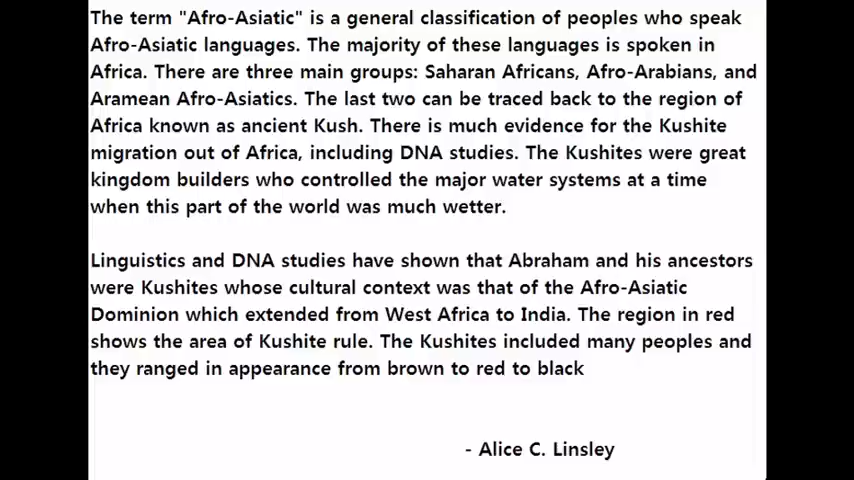 The term "Afro-Asiatic" is a general classification of peoples who speak
Afro-Asiatic languages. The majority of these languages is spoken in
Africa. There are three main groups: Saharan Africans, Afro-Arabians, and
Aramean Afro-Asiatics. The last two can be traced back to the region of
Africa known as ancient Kush. There is much evidence for the Kushite
migration out of Africa, including DNA studies. The Kushites were great
kingdom builders who controlled the major water systems at a time
when this part of the world was much wetter.
Linguistics and DNA studies have shown that Abraham and his ancestors
were Kushites whose cultural context was that of the Afro-Asiatic
Dominion which extended from West Africa to India. The region in red
shows the area of Kushite rule. The Kushites included many peoples and
they ranged in appearance from brown to red to black
- Alice C. Linsley